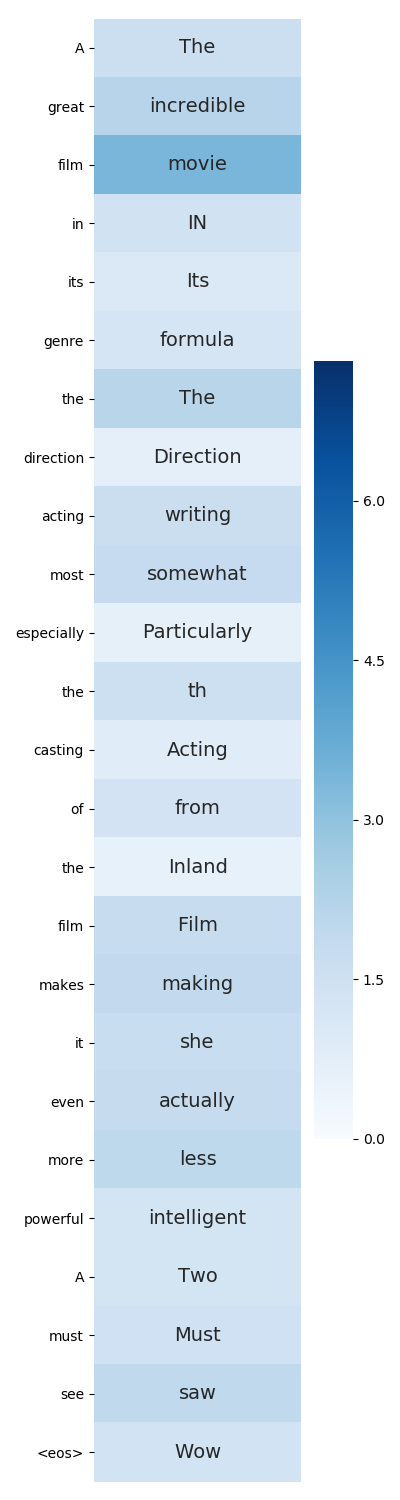 A The
great incredible
film movie
in IN
its Its
genre formula
the The
direction Direction
acting writing
6.0
most somewhat
especially Particularly
4.5
the th
casting Acting
of from
3.0
the Inland
film Film
makes making
1.5
it she
even actually
0.0
more less
powerful intelligent
A Two
must Must
see saw
<eos> Wow